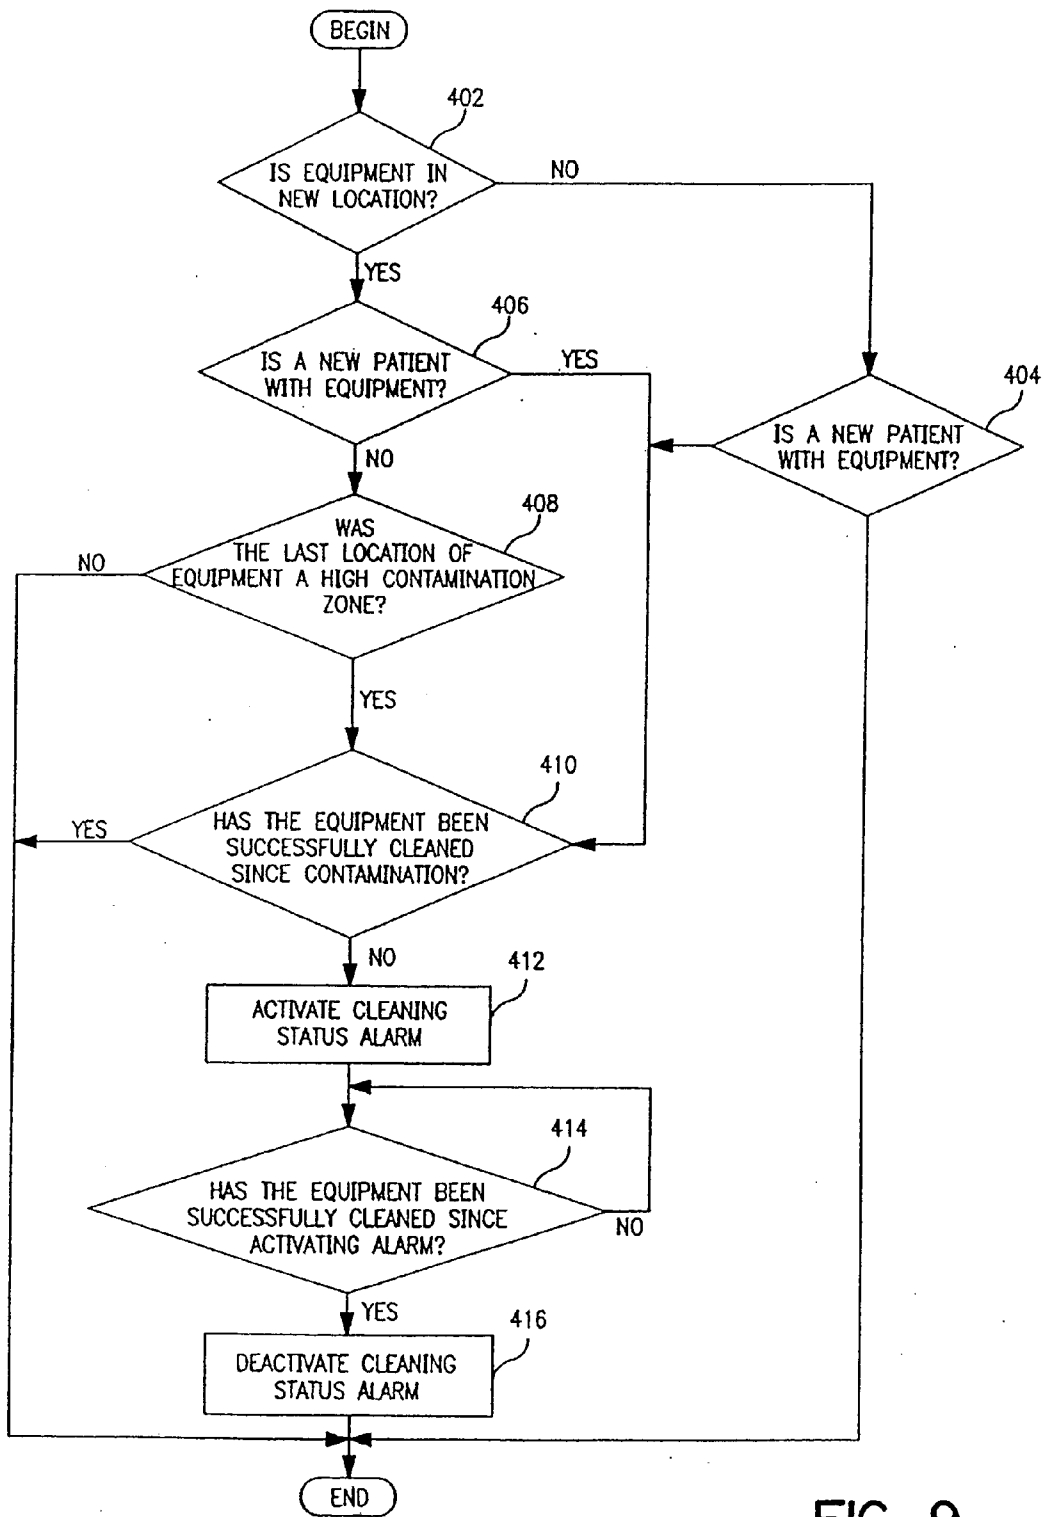 BEGIN
402
IS EQUIPMENT IN
NEW LOCATION?
NO
YES
406
IS A NEW PATIENT
WITH EQUIPMENT?
YES
404
IS A NEW PATIENT
WITH EQUIPMENT?
NO
408
WAS
THE LAST LOCATION OF
EQUIPMENT A HIGH CONTAMINATION
ZONE?
NO
YES
410
HAS THE EQUIPMENT BEEN
SUCCESSFULLY CLEANED
SINCE CONTAMINATION?
YES
NO
412
ACTIVATE CLEANING
STATUS ALARM
414
HAS THE EQUIPMENT BEEN
SUCCESSFULLY CLEANED SINCE
ACTIVATING ALARM?
NO
YES
416
DEACTIVATE CLEANING
STATUS ALARM
END
FIG. 9